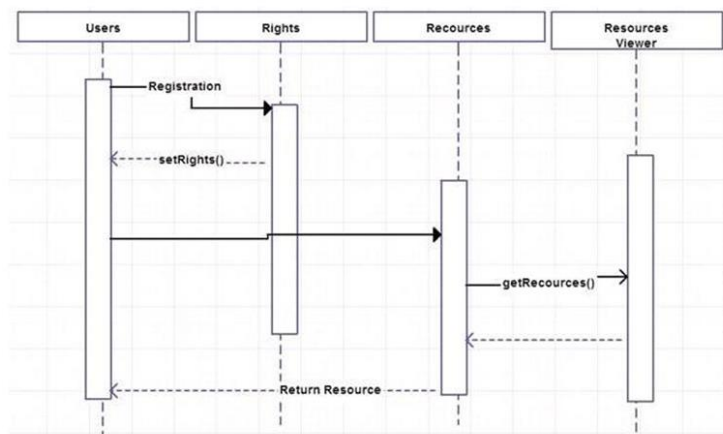 Users
Rights
Recources
Resources
Viewer
Registration
setRights()
getRecources()
Return Resource